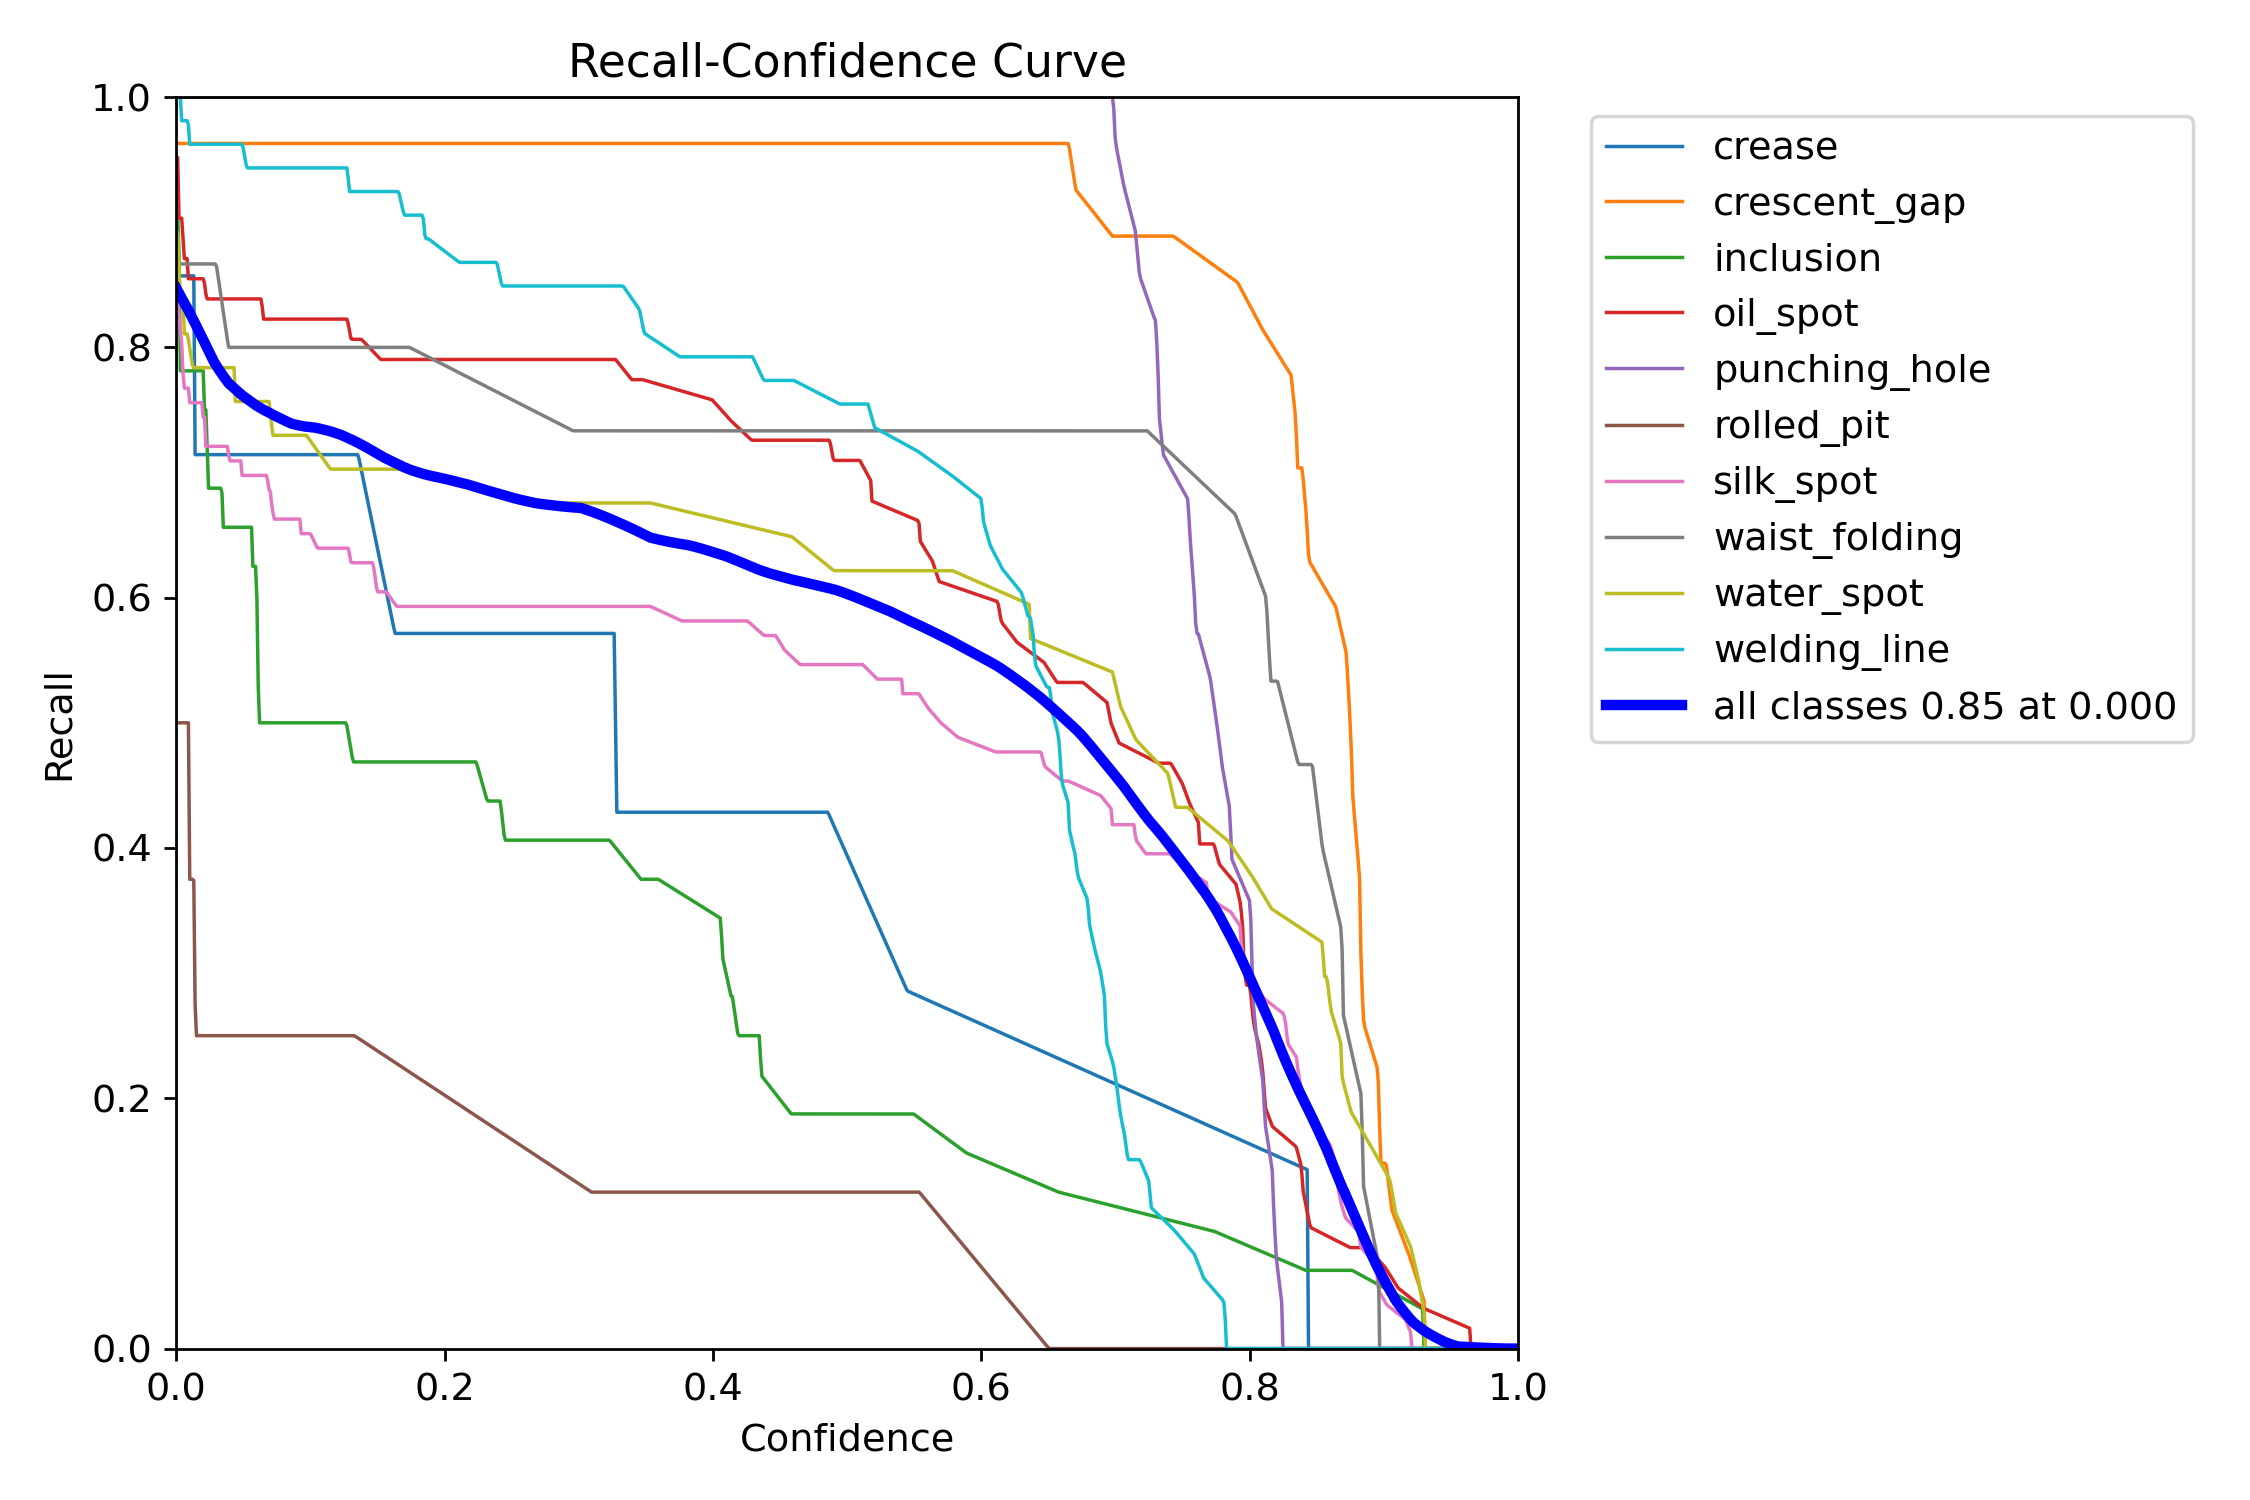 Recall-Confidence Curve
1.0
0.8
0.6
0.4
0.2
0.0
Recall
0.0 0.2 0.4 0.6 0.8 1.0
Confidence
crease
crescent_gap
inclusion
oil_spot
punching_hole
rolled_pit
silk_spot
waist_folding
water_spot
welding_line
all classes 0.85 at 0.000